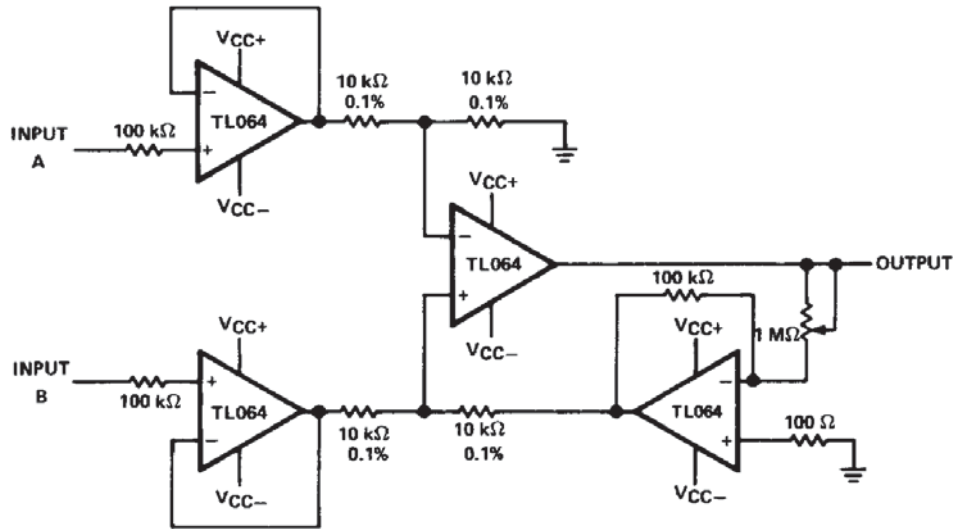 VCC+
10 kΩ
0.1%
10 kΩ
0.1%
INPUT
A
100 kΩ
−
+
TL064
VCC−
VCC+
−
+
TL064
VCC−
OUTPUT
100 kΩ
1 MΩ
VCC+
−
+
TL064
VCC−
100 Ω
INPUT
B
100 kΩ
VCC+
+
−
TL064
VCC−
10 kΩ
0.1%
10 kΩ
0.1%